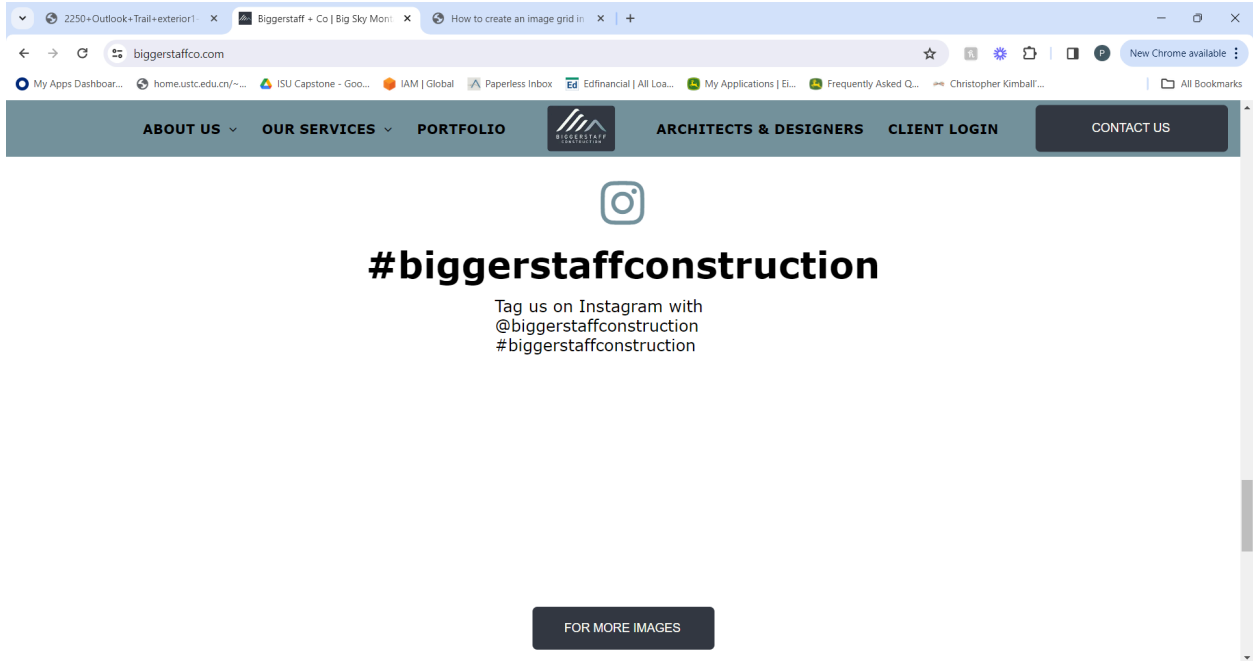 2250+Outlook+Trail+exterior1-
Biggerstaff + Co | Big Sky Mont
How to create an image grid in
biggerstaffco.com
P
New Chrome available
My Apps Dashboar...
home.ustc.edu.cn/~...
ISU Capstone - Goo...
IAM | Global
Paperless Inbox
Ed Edfinancial | All Loa...
My Applications | Ei...
Frequently Asked Q...
Christopher Kimball'...
All Bookmarks
ABOUT US
OUR SERVICES
PORTFOLIO
BIGGERSTAFF
CONSTRUCTION
ARCHITECTS & DESIGNERS
CLIENT LOGIN
CONTACT US
#biggerstaffconstruction
Tag us on Instagram with
@biggerstaffconstruction
#biggerstaffconstruction
FOR MORE IMAGES